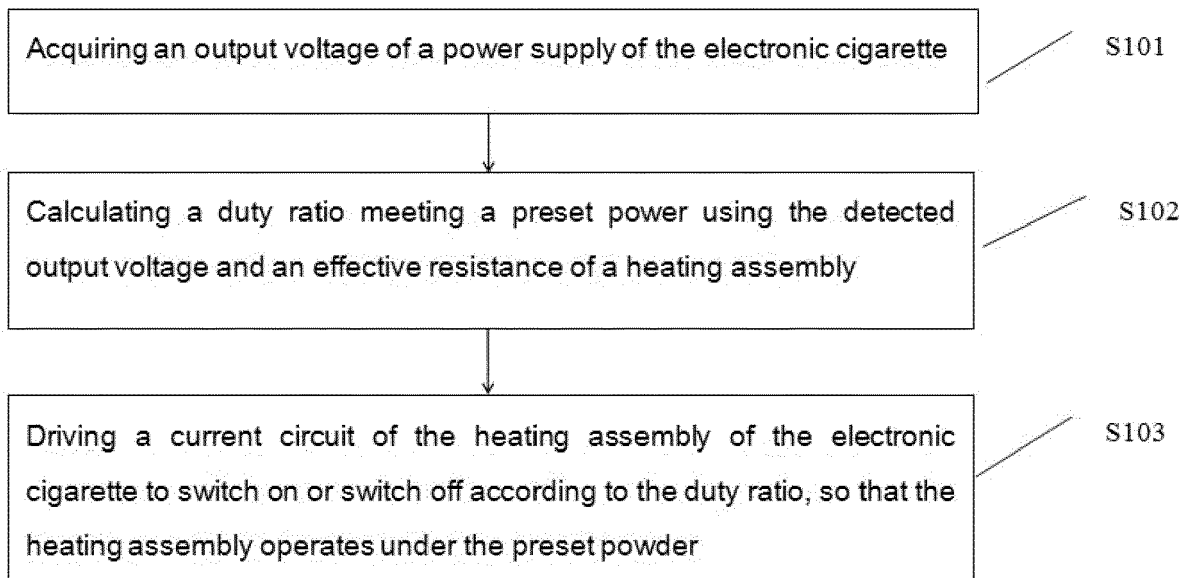 Acquiring an output voltage of a power supply of the electronic cigarette
S101
Calculating a duty ratio meeting a preset power using the detected
output voltage and an effective resistance of a heating assembly
S102
Driving a current circuit of the heating assembly of the electronic
cigarette to switch on or switch off according to the duty ratio, so that the
heating assembly operates under the preset powder
S103